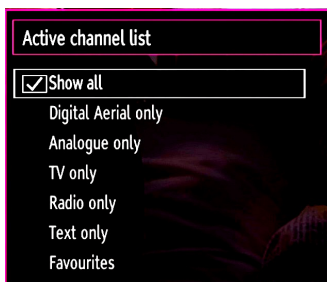 Active channel list
Show all
Digital Aerial only
Analogue only
TV only
Radio only
Text only
Favourites